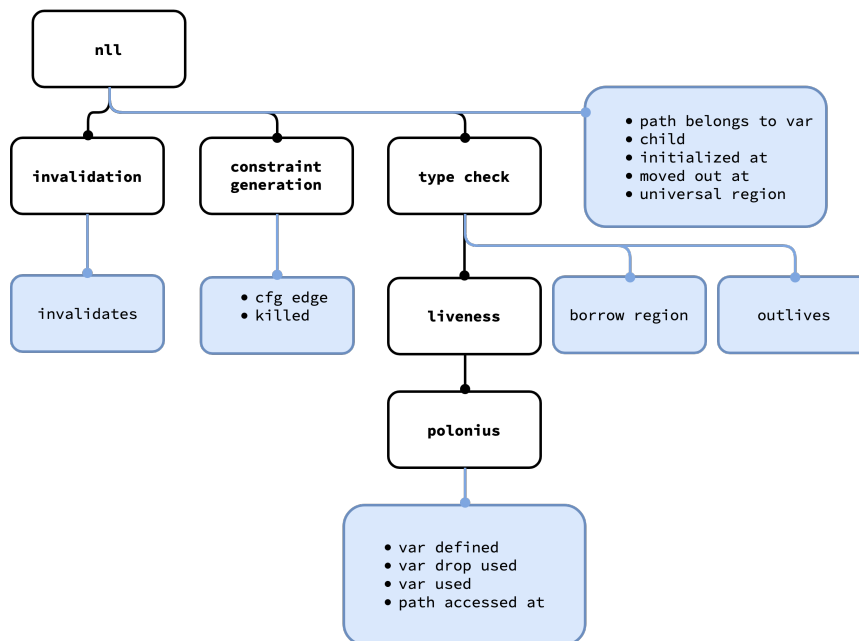 nll
• path belongs to var
• child
• initialized at
• moved out at
• universal region
invalidation
constraint
generation
type check
invalidates
• cfg edge
• killed
liveness
borrow region
outlives
polonius
• var defined
• var drop used
• var used
• path accessed at